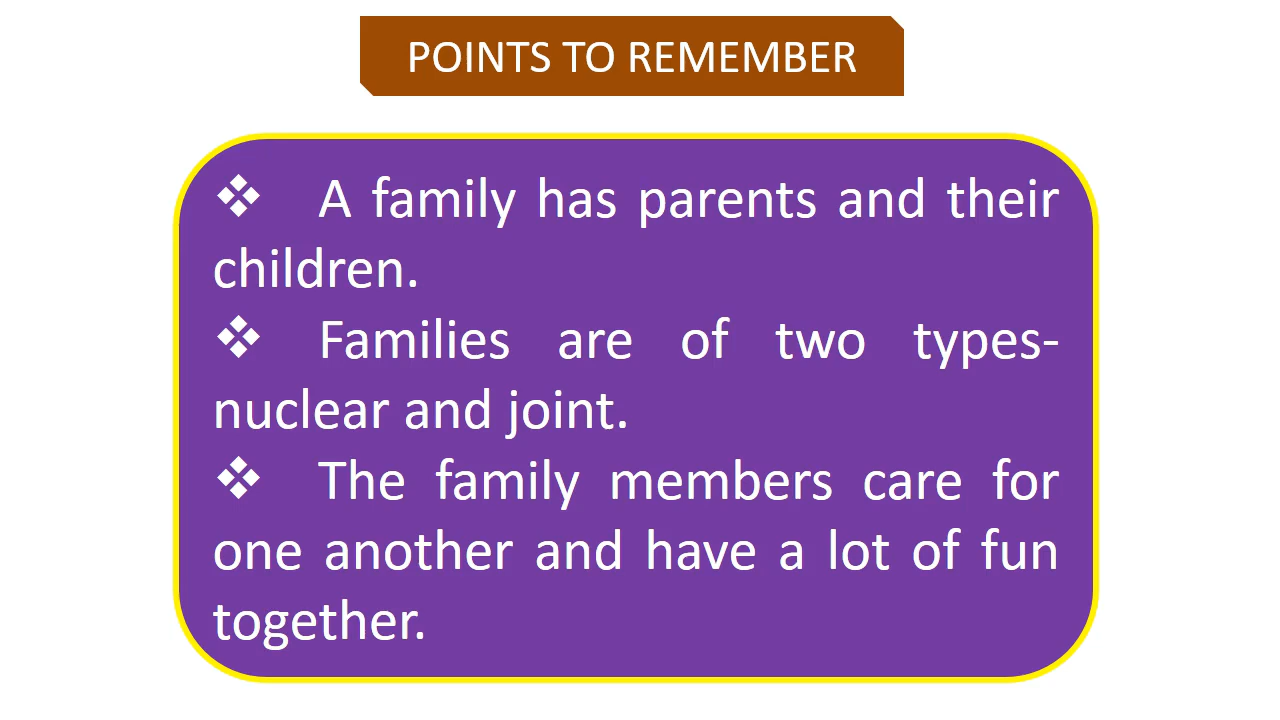 POINTS TO REMEMBER
❖ A family has parents and their
children.
❖ Families are of two types-
nuclear and joint.
❖ The family members care for
one another and have a lot of fun
together.